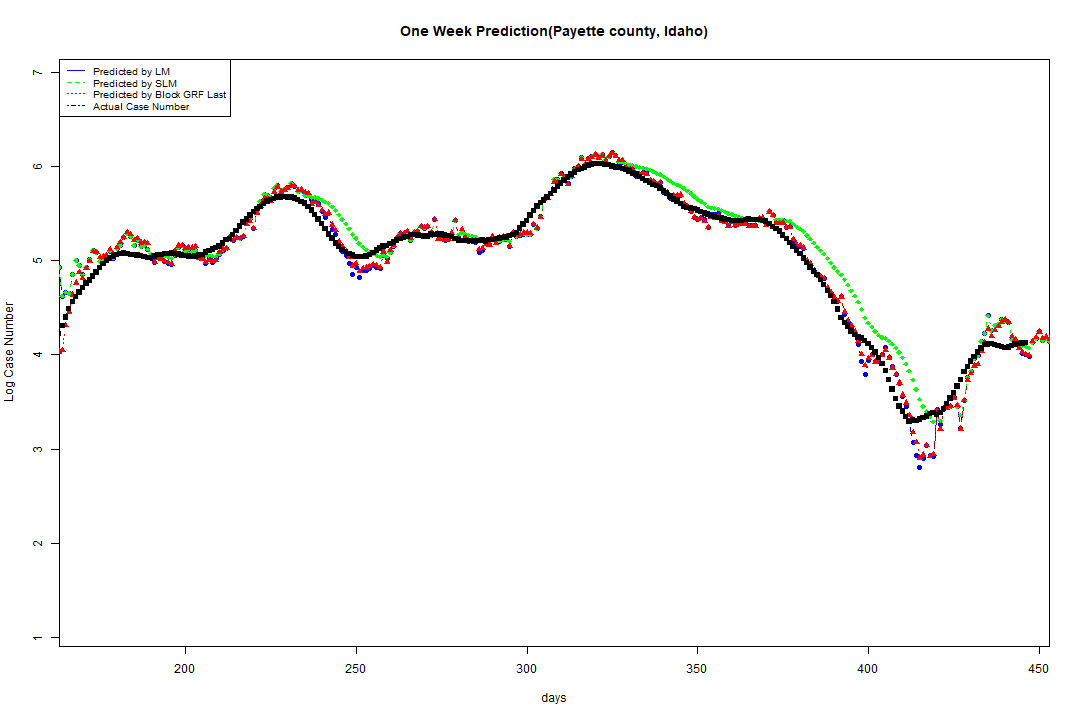 One Week Prediction(Payette county, Idaho)
Predicted by LM
Predicted by SLM
Predicted by Block GRF Last
Actual Case Number
7
6
5
4
3
2
1
Log Case Number
200
250
300
350
400
450
days